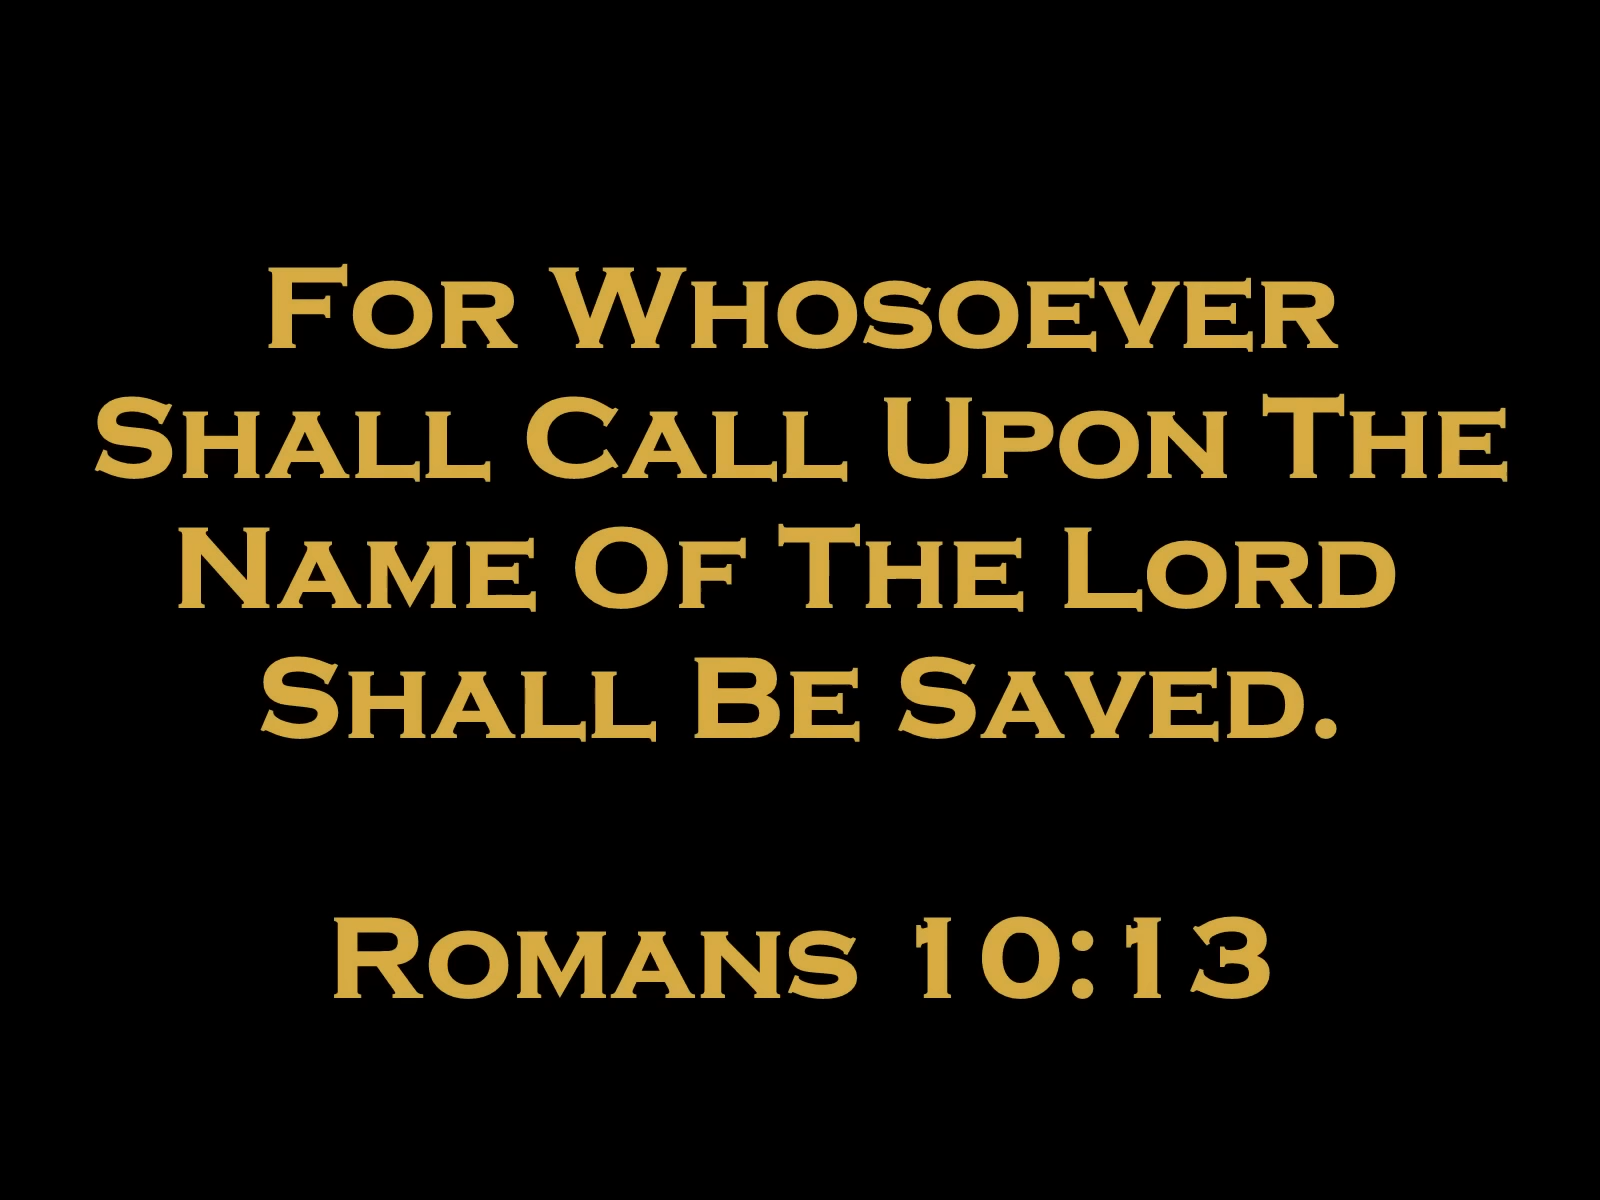 For Whosoever
Shall Call Upon The
Name Of The Lord
Shall Be Saved.
Romans 10:13